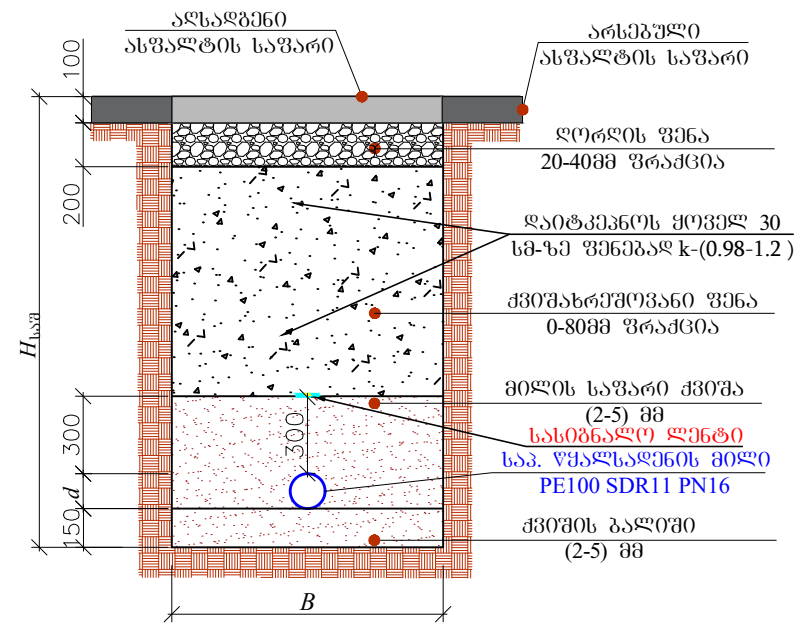 ᲐᲦᲡᲐᲓᲒᲔᲜᲘ
ᲐᲡᲤᲐᲚᲢᲘᲡ ᲡᲐᲤᲐᲠᲘ
ᲐᲠᲡᲔᲑᲣᲚᲘ
ᲐᲡᲤᲐᲚᲢᲘᲡ ᲡᲐᲤᲐᲠᲘ
100
ᲦᲝᲠᲦᲘᲡ ᲤᲔᲜᲐ
20-40ᲛᲛ ᲤᲠᲐᲥᲪᲘᲐ
200
ᲓᲐᲘᲢᲙᲔᲞᲜᲝᲡ ᲧᲝᲕᲔᲚ 30
ᲡᲛ-ᲖᲔ ᲤᲔᲜᲔᲑᲐᲓ k-(0.98-1.2 )
ᲥᲕᲘᲨᲐᲮᲠᲔᲨᲝᲕᲐᲜᲘ ᲤᲔᲜᲐ
0-80ᲛᲛ ᲤᲠᲐᲥᲪᲘᲐ
Hსაშ
ᲛᲘᲚᲘᲡ ᲡᲐᲤᲐᲠᲘ ᲥᲕᲘᲨᲐ
(2-5) ᲛᲛ
300
300
ᲡᲐᲡᲘᲒᲜᲐᲚᲝ ᲚᲔᲜᲢᲘ
ᲡᲐᲞ. ᲬᲧᲐᲚᲡᲐᲓᲔᲜᲘᲡ ᲛᲘᲚᲘ
PE100 SDR11 PN16
d
150
ᲥᲕᲘᲨᲘᲡ ᲑᲐᲚᲘᲨᲘ
(2-5) ᲛᲛ
B